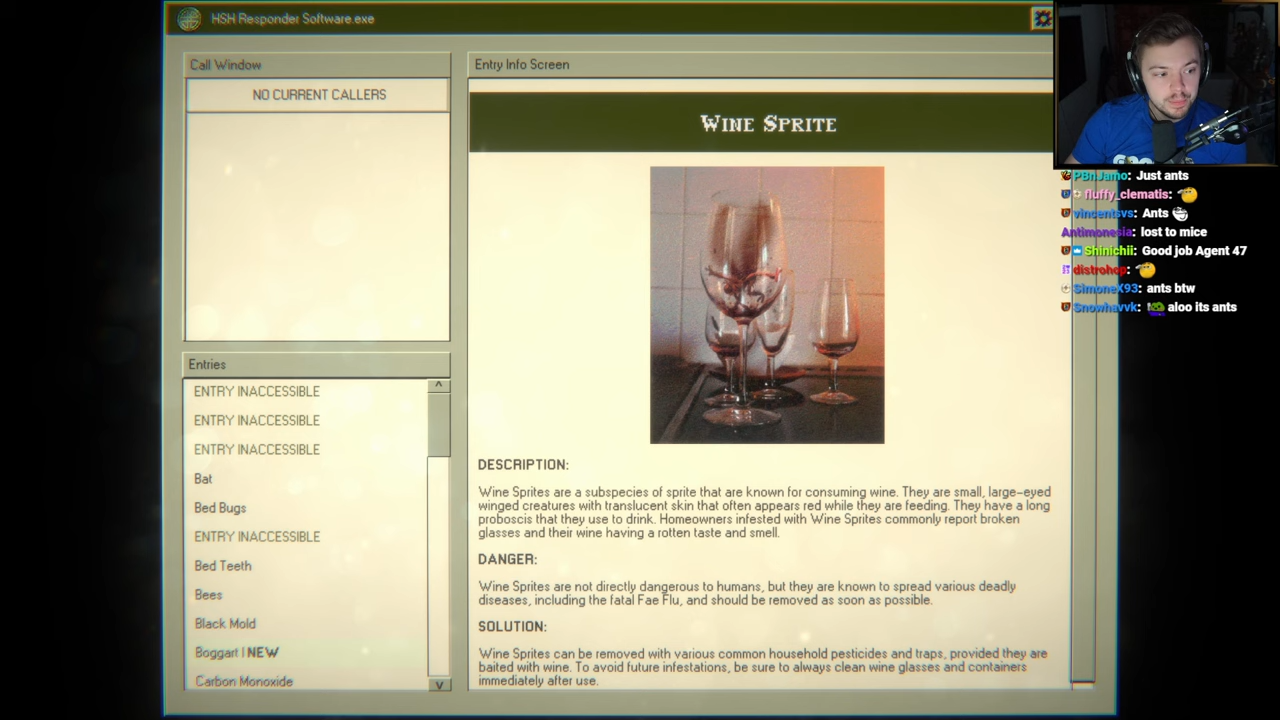 HSH Responder Software.exe
Call Window
NO CURRENT CALLERS
Entries
ENTRY INACCESSIBLE
ENTRY INACCESSIBLE
ENTRY INACCESSIBLE
Bat
Bed Bugs
ENTRY INACCESSIBLE
Bed Teeth
Bees
Black Mold
Boggart | NEW
Carbon Monoxide
Entry Info Screen
WINE SPRITE
DESCRIPTION:
Wine Sprites are a subspecies of sprite that are known for consuming wine. They are small, large-eyed
winged creatures with translucent skin that often appears red while they are feeding. They have a long
proboscis that they use to drink. Homeowners infested with Wine Sprites commonly report broken
glasses and their wine having a rotten taste and smell.
DANGER:
Wine Sprites are not directly dangerous to humans, but they are known to spread various deadly
diseases, including the fatal Fae Flu, and should be removed as soon as possible.
SOLUTION:
Wine Sprites can be removed with various common household pesticides and traps, provided they are
baited with wine. To avoid future infestations, be sure to always clean wine glasses and containers
immediately after use.
PBnJamo: Just ants
fluffy_clematis:
vincentsvs: Ants
Antimonesia: lost to mice
Shinichii: Good job Agent 47
distrohop:
SimoneX93: ants btw
Snowhavvk: aloo its ants